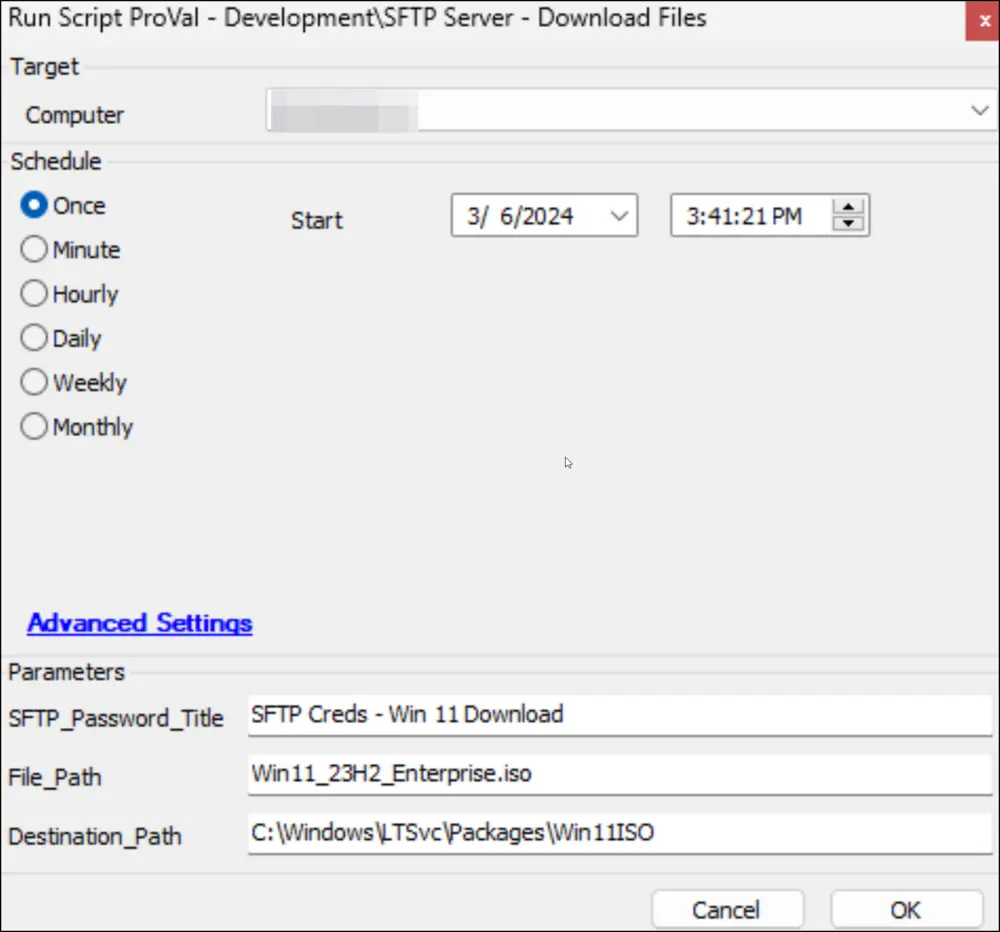 Run Script ProVal - Development\SFTP Server - Download Files
x
Target
Computer
Schedule
Once
Start
3/ 6/2024
3:41:21 PM
Minute
Hourly
Daily
Weekly
Monthly
Advanced Settings
Parameters
SFTP_Password_Title
SFTP Creds - Win 11 Download
File_Path
Win11_23H2_Enterprise.iso
Destination_Path
C:\Windows\LTSvc\Packages\Win11ISO
Cancel
OK